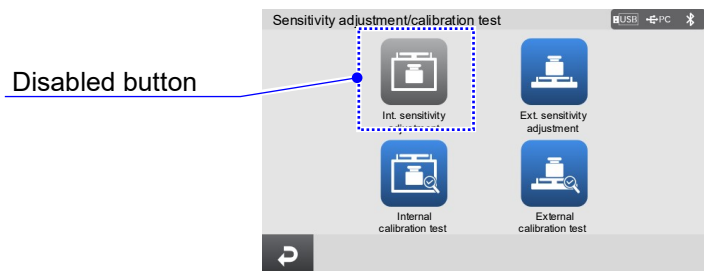 Sensitivity adjustment/calibration test
USB PC
Disabled button
Int. sensitivity
adjustment
Ext. sensitivity
adjustment
Internal
calibration test
External
calibration test